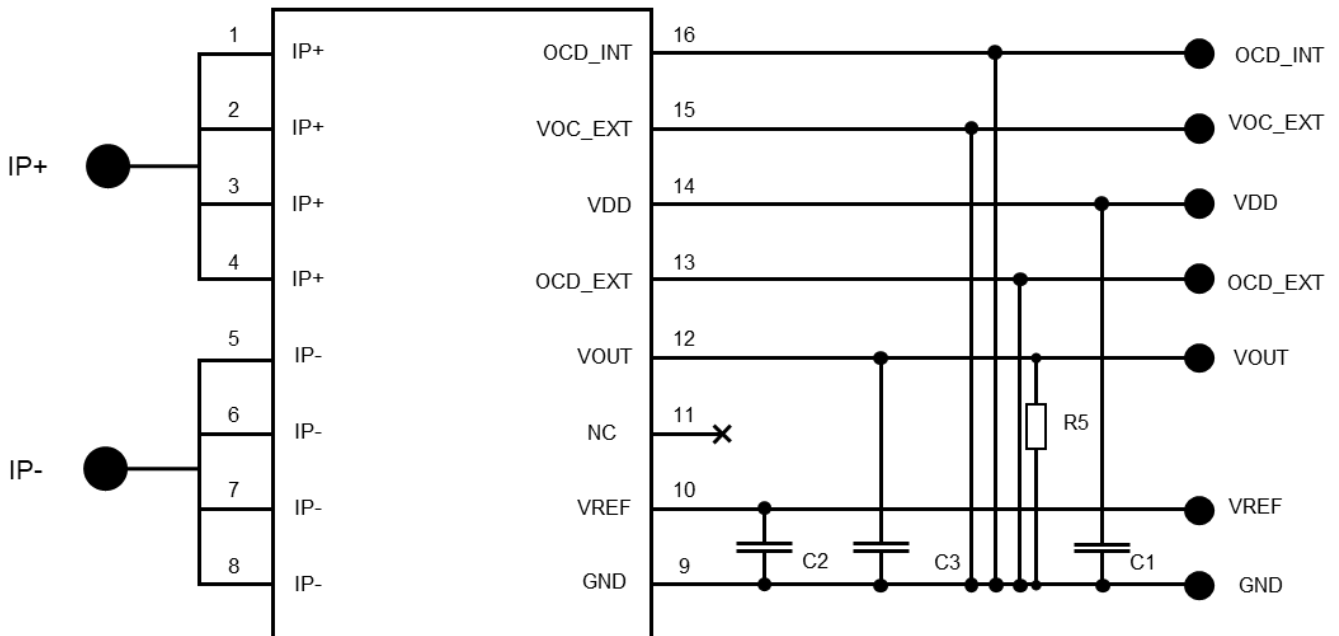 1 IP+ OCD_INT 16 OCD_INT
2 IP+ VOC_EXT 15 VOC_EXT
IP+
3 IP+ VDD 14 VDD
4 IP+ OCD_EXT 13 OCD_EXT
5 IP- VOUT 12 VOUT
6 IP- NC 11 R5
IP-
7 IP- VREF 10 VREF
C2 C3 C1
8 IP- GND 9 GND